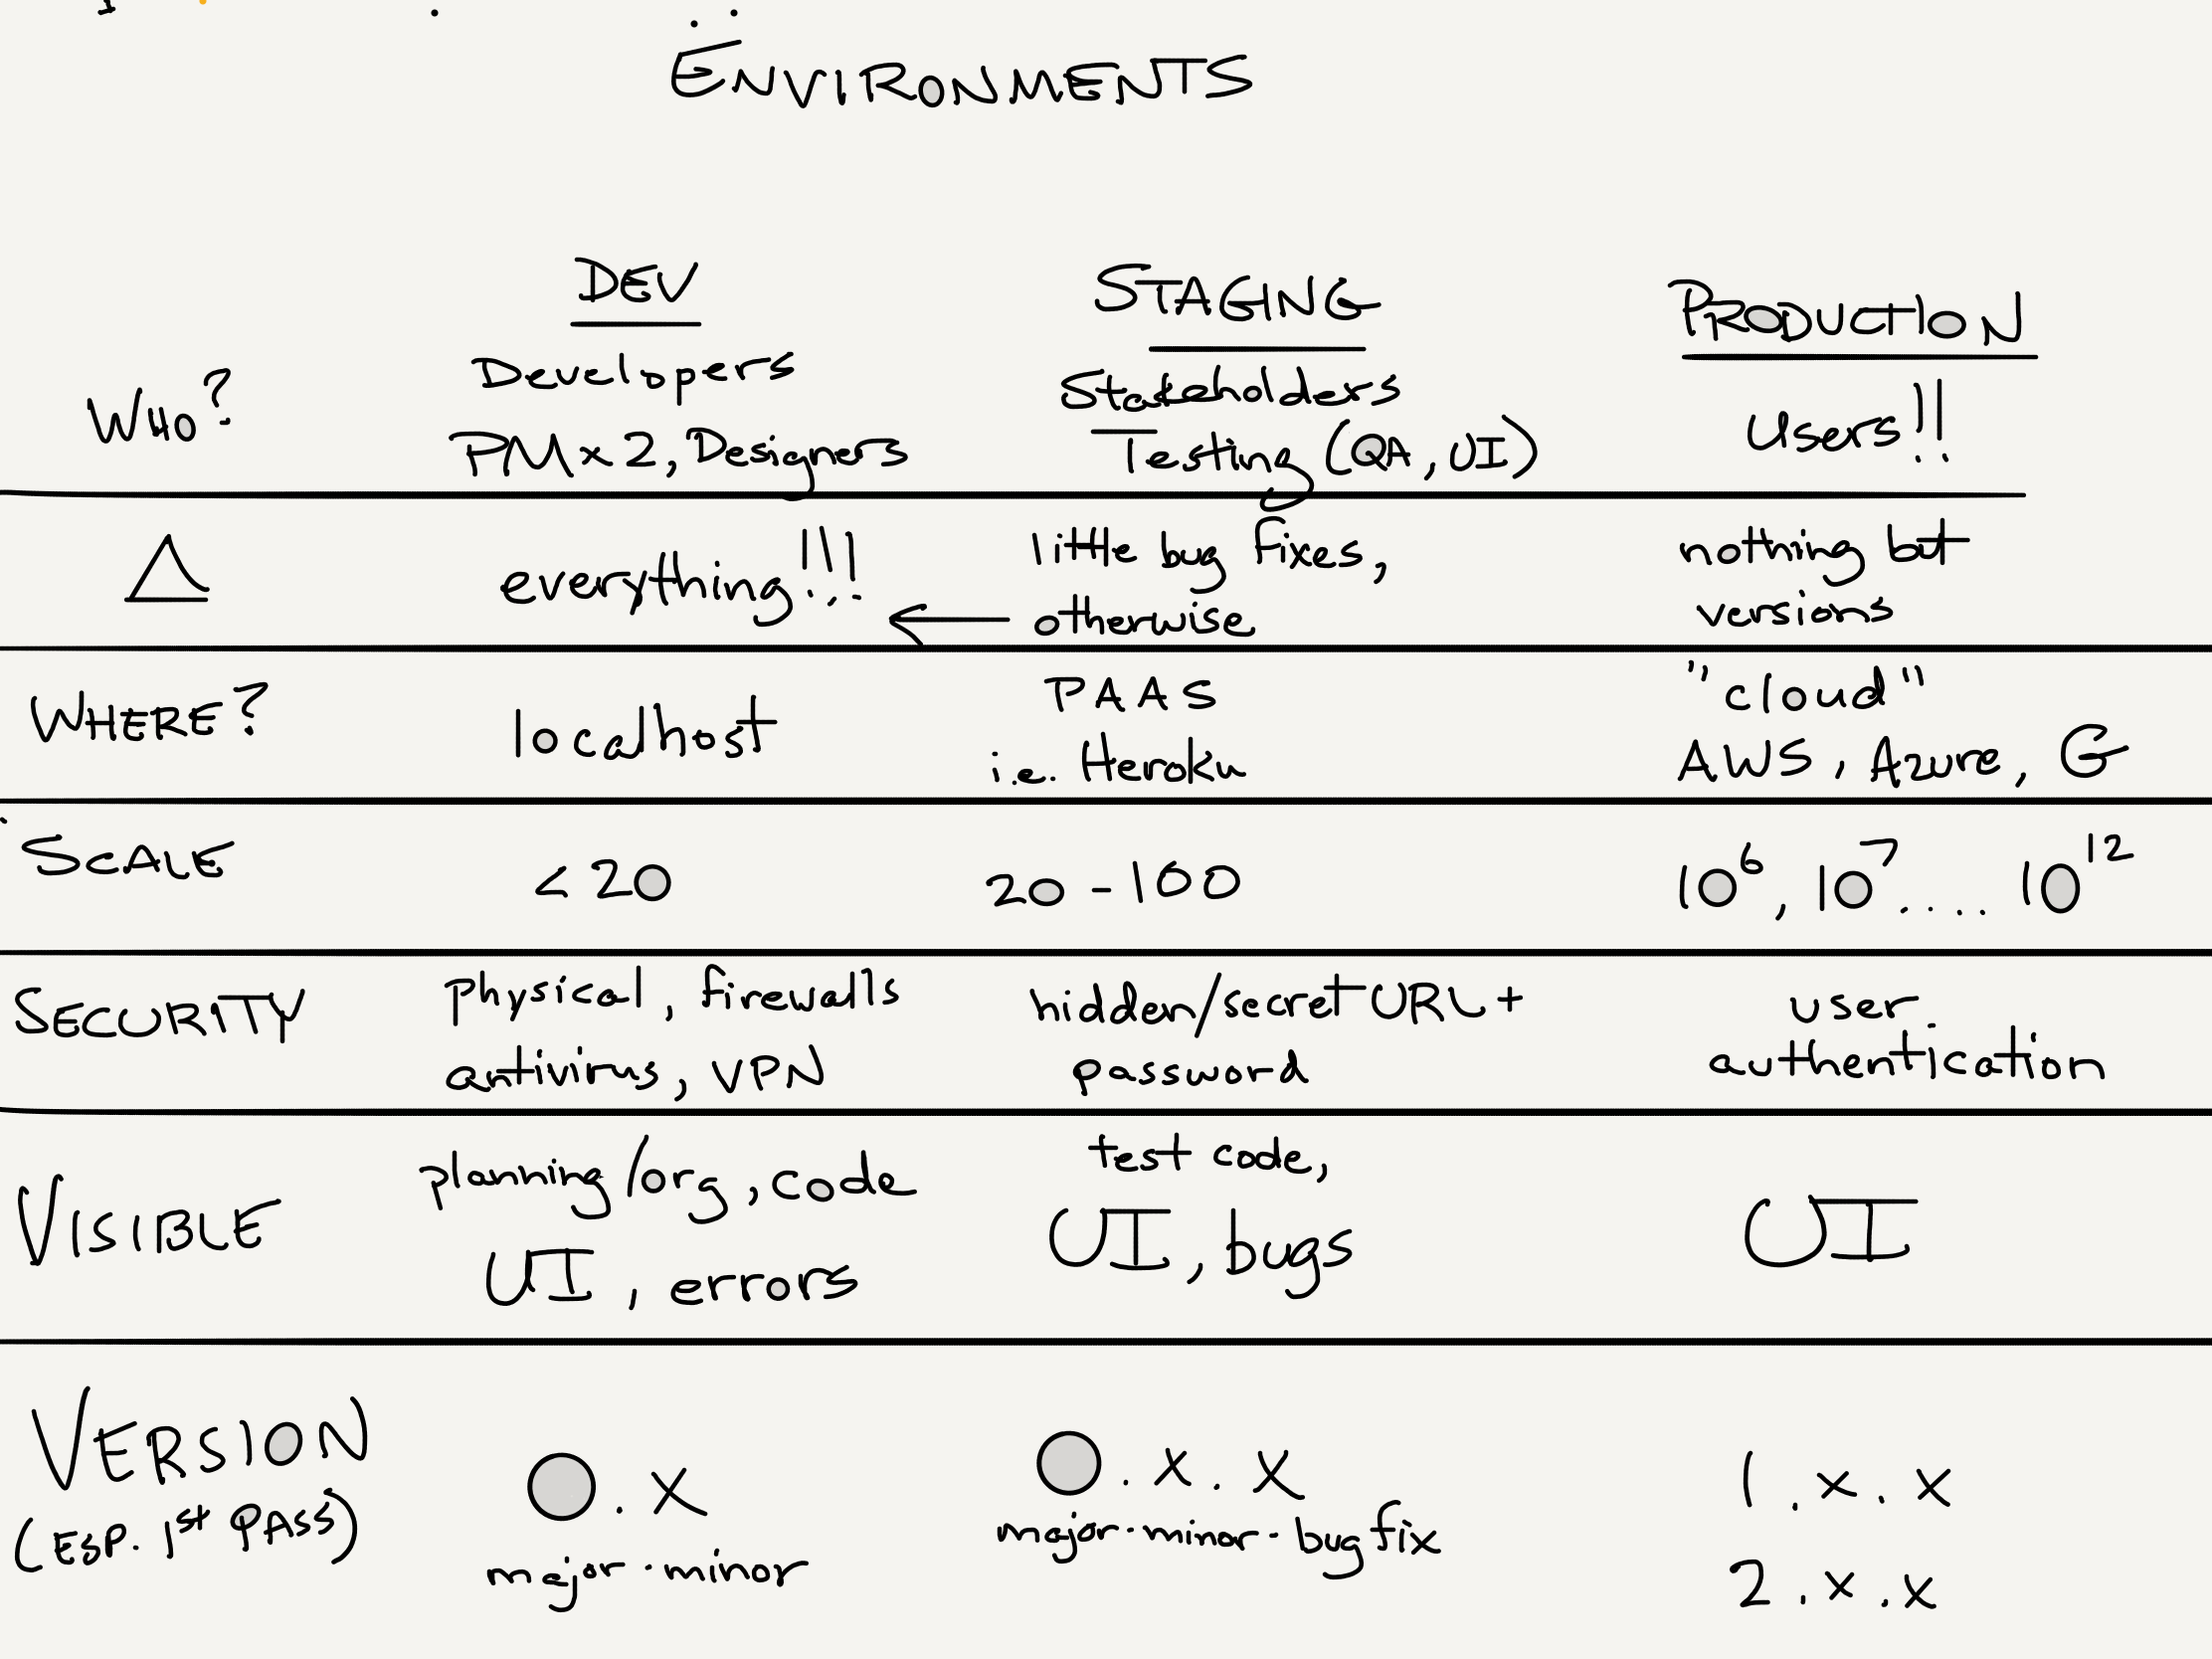 ENVIRONMENTS
DEV STAGING PRODUCTION
WHO? Developers Stakeholders Users!!
PM x 2, Designers Testing (QA, UI)
Δ everything!!! little bug fixes, nothing but
← otherwise versions
WHERE? localhost PAAS "cloud"
i.e. Heroku AWS, Azure, G
SCALE < 20 20 - 100 10^6, 10^7.... 10^12
SECURITY physical, firewalls hidden/secret URL + user
antivirus, VPN password authentication
VISIBLE planning/org, code test code, UI
UI, errors UI, bugs
VERSION 0.x 0.x.x 1.x.x
(ESP. 1st PASS) major.minor major.minor.bugfix 2.x.x